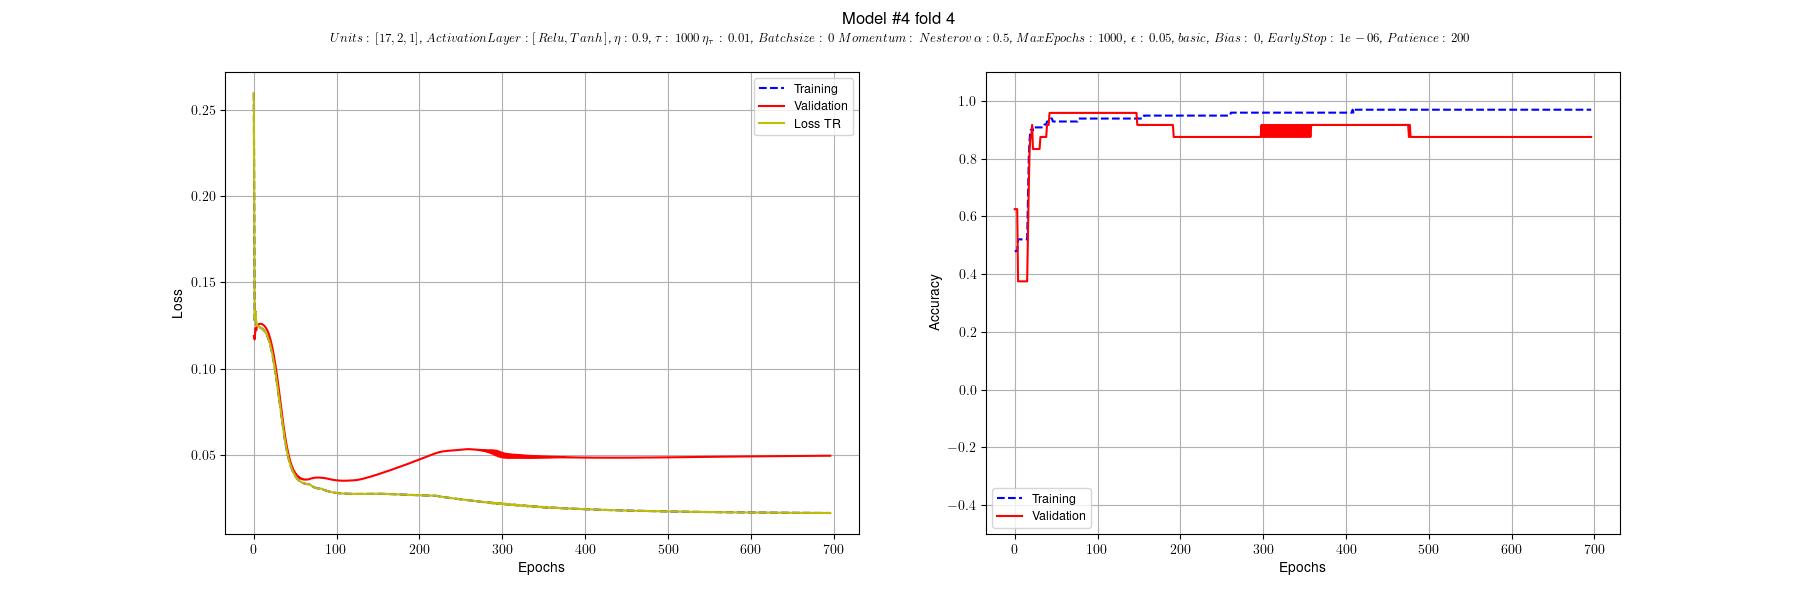 Model #4 fold 4
Units : [17, 2, 1], ActivationLayer : [Relu, Tanh], η : 0.9, τ : 1000 ητ : 0.01, Batchsize : 0 Momentum : Nesterov α : 0.5, MaxEpochs : 1000, ϵ : 0.05, basic, Bias : 0, EarlyStop : 1e − 06, Patience : 200
Loss
0.25
0.20
0.15
0.10
0.05
Training
Validation
Loss TR
0 100 200 300 400 500 600 700
Epochs
Accuracy
1.0
0.8
0.6
0.4
0.2
0.0
−0.2
−0.4
Training
Validation
0 100 200 300 400 500 600 700
Epochs